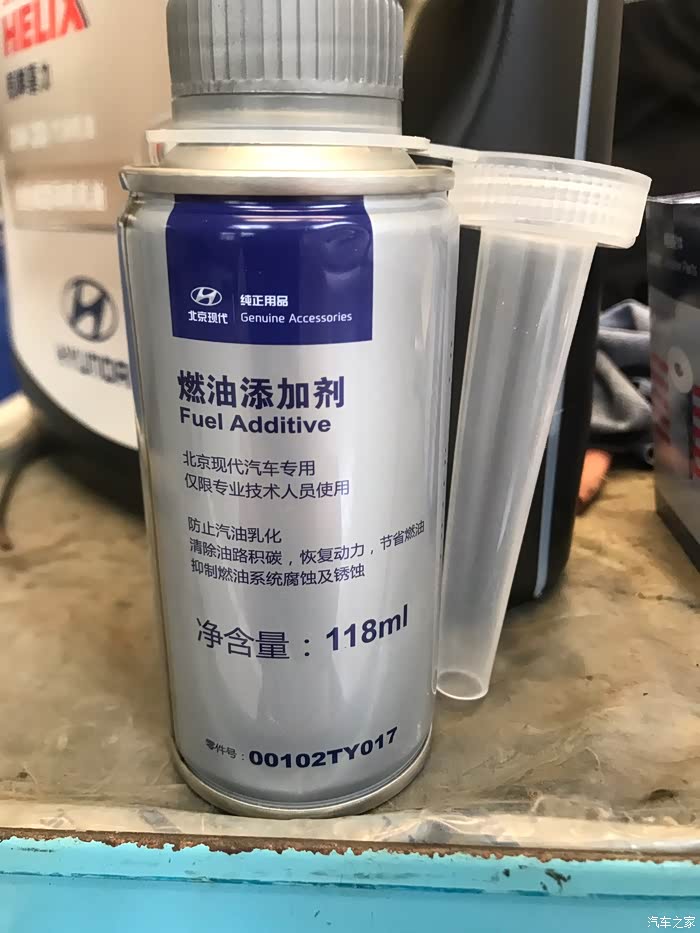 HELIX
HYUNDAI
北京现代
纯正用品
Genuine Accessories
燃油添加剂
Fuel Additive
北京现代汽车专用
仅限专业技术人员使用
防止汽油乳化
清除油路积碳，恢复动力，节省燃油
抑制燃油系统腐蚀及锈蚀
净含量：118ml
零件号：00102TY017
汽车之家